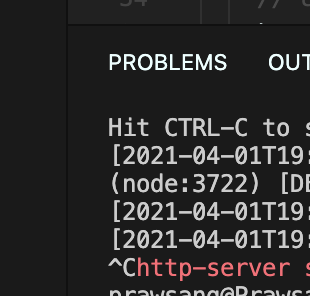 54 // a
PROBLEMS OUT
Hit CTRL-C to s
[2021-04-01T19:
(node:3722) [DE
[2021-04-01T19:
[2021-04-01T19:
^Chttp-server s
prawsang@Prawsa